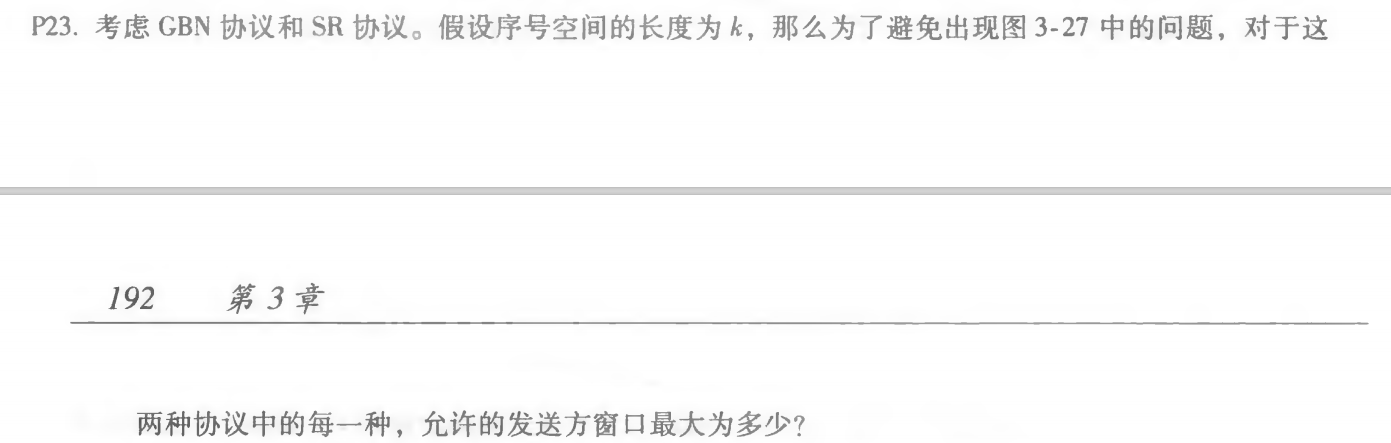 P23. 考虑 GBN 协议和 SR 协议。假设序号空间的长度为 k，那么为了避免出现图 3-27 中的问题，对于这
192 第 3 章
两种协议中的每一种，允许的发送方窗口最大为多少？